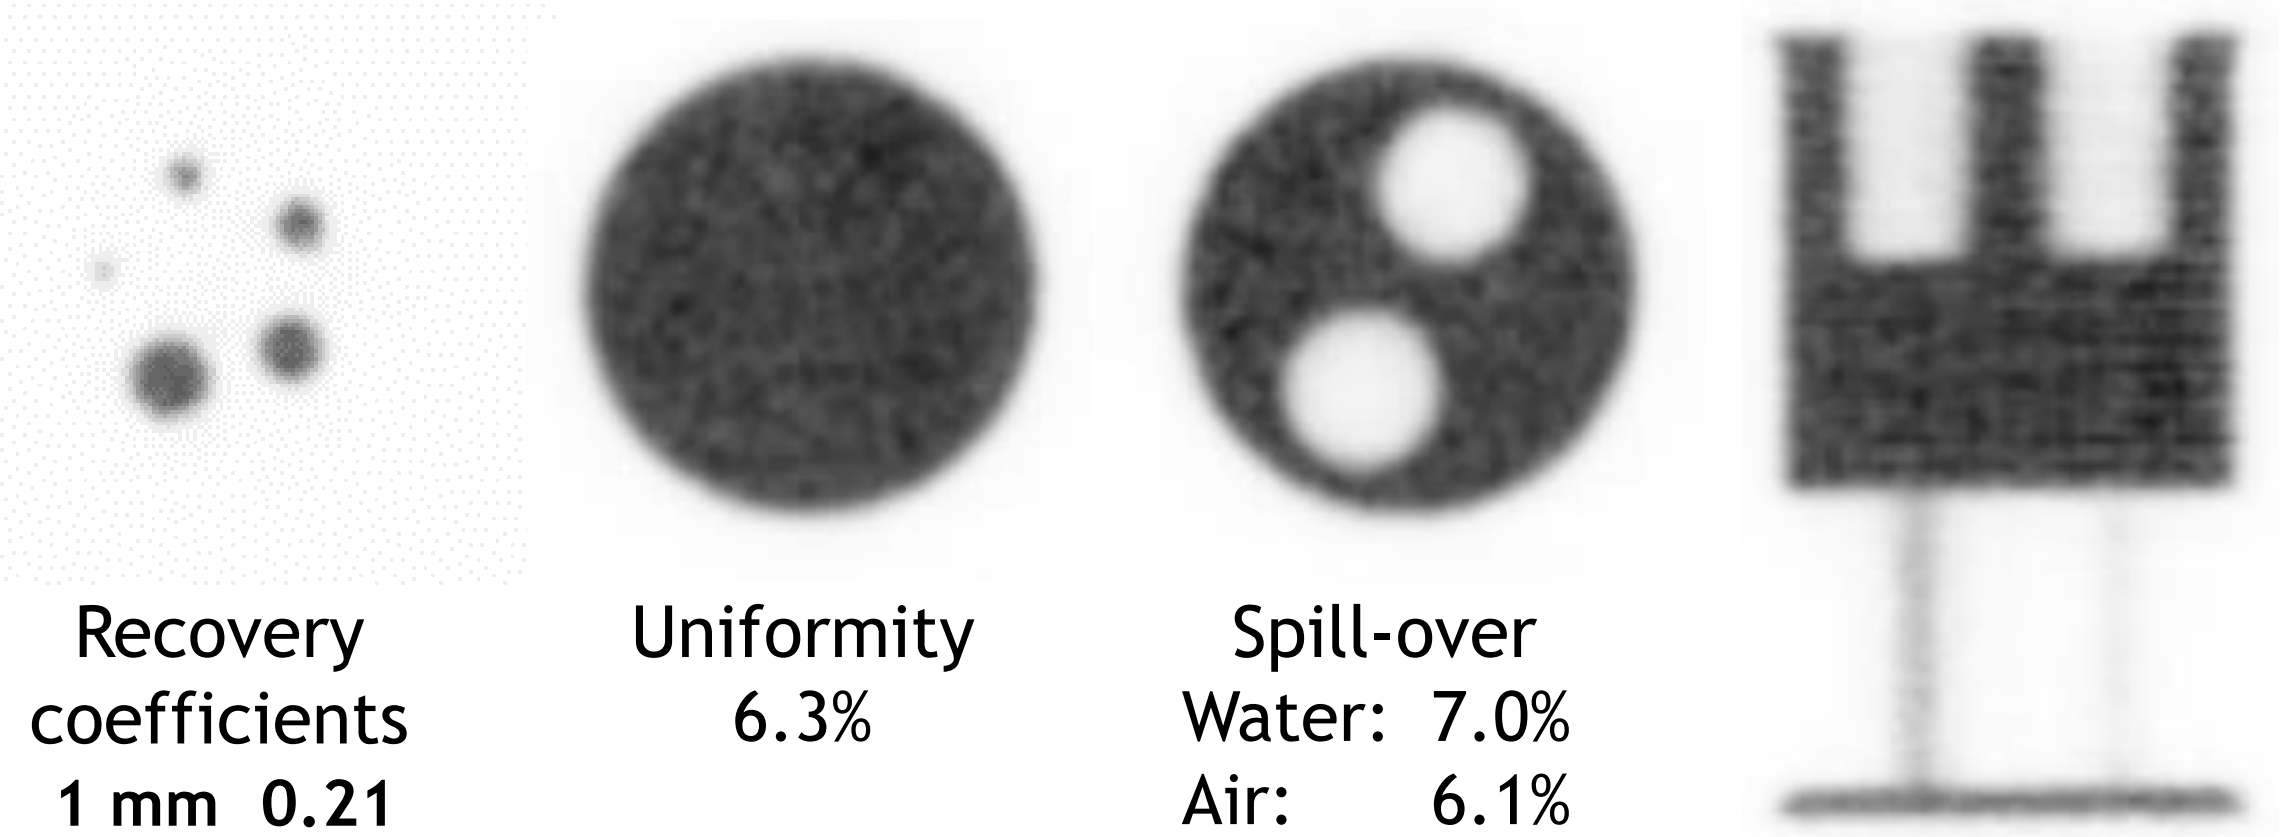 Recovery
coefficients
1 mm 0.21
Uniformity
6.3%
Spill-over
Water: 7.0%
Air: 6.1%